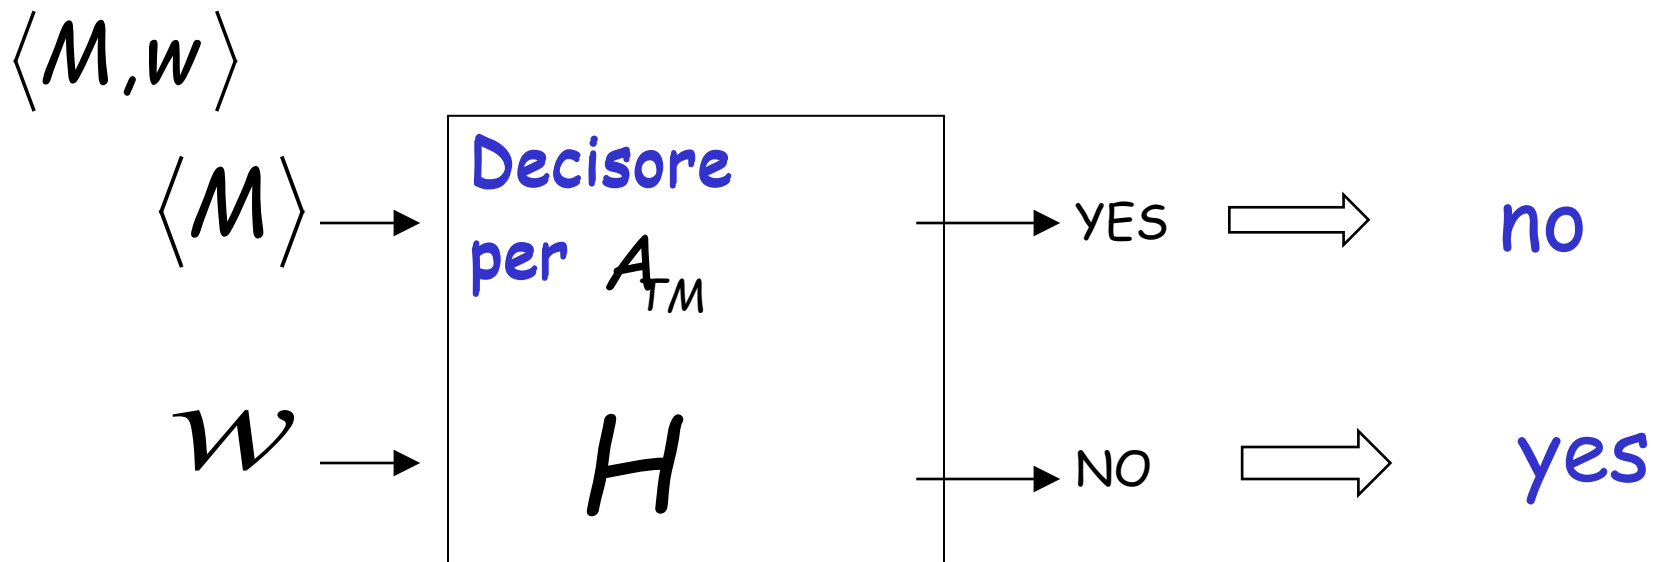 ⟨M,w⟩
⟨M⟩
Decisore
per A_TM
YES
no
w
H
NO
yes